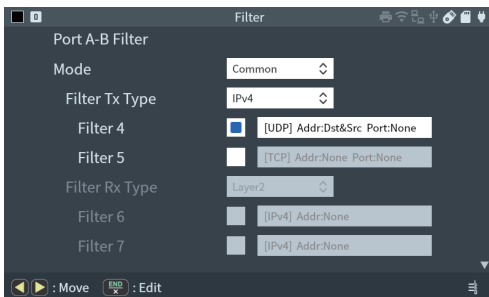 0 Filter
Port A-B Filter
Mode Common
Filter Tx Type IPv4
Filter 4 [UDP] Addr:Dst&Src Port:None
Filter 5 [TCP] Addr:None Port:None
Filter Rx Type Layer2
Filter 6 [IPv4] Addr:None
Filter 7 [IPv4] Addr:None
: Move END × : Edit